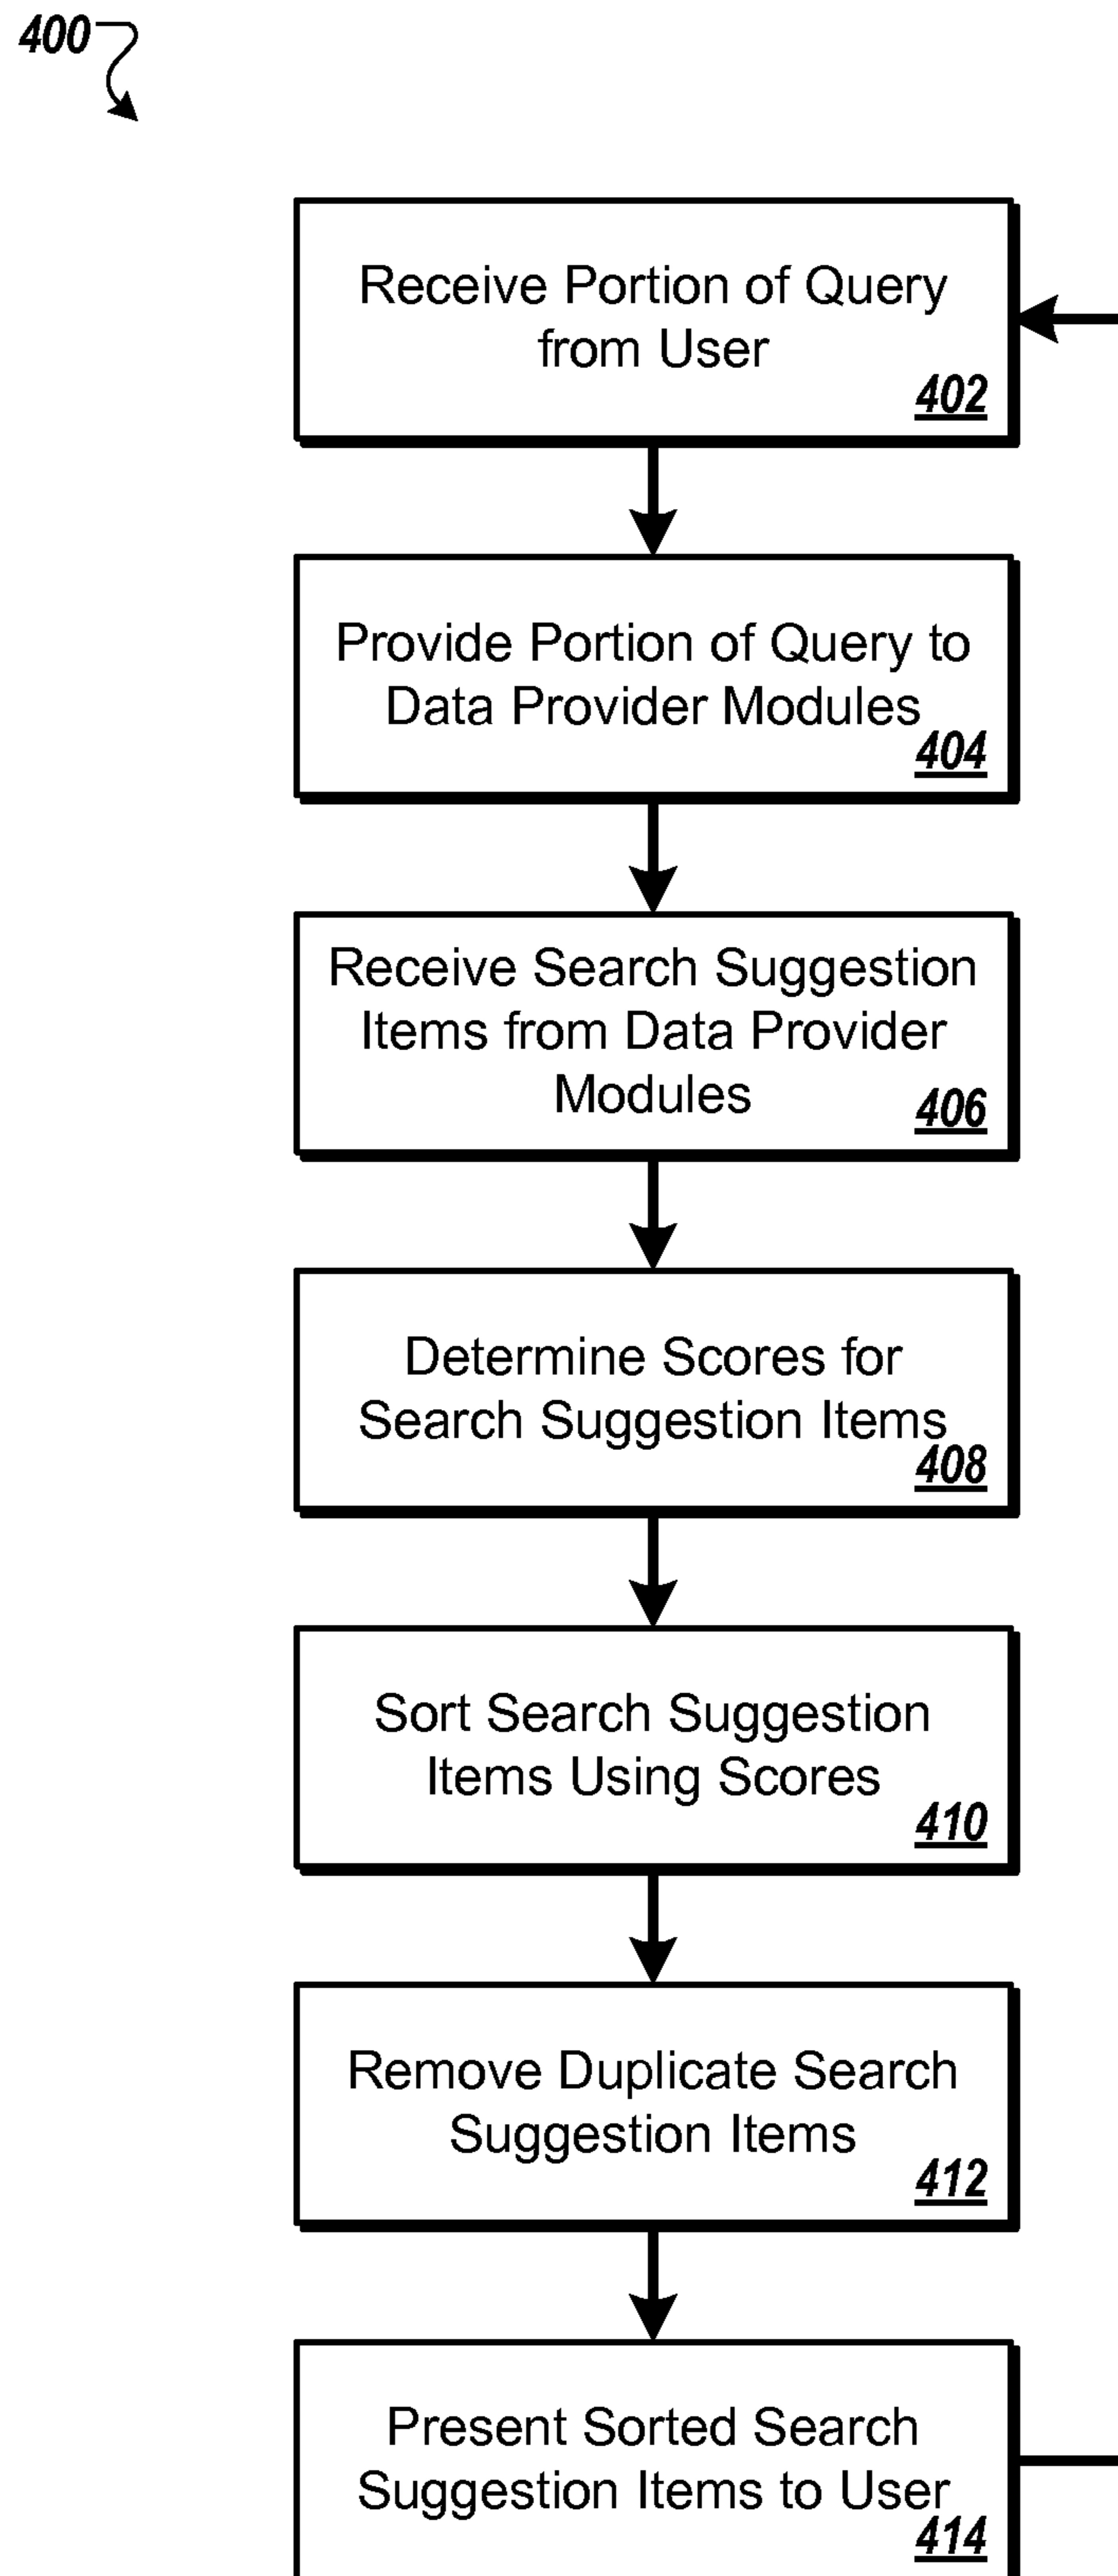 400
Receive Portion of Query
from User
402
Provide Portion of Query to
Data Provider Modules
404
Receive Search Suggestion
Items from Data Provider
Modules
406
Determine Scores for
Search Suggestion Items
408
Sort Search Suggestion
Items Using Scores
410
Remove Duplicate Search
Suggestion Items
412
Present Sorted Search
Suggestion Items to User
414